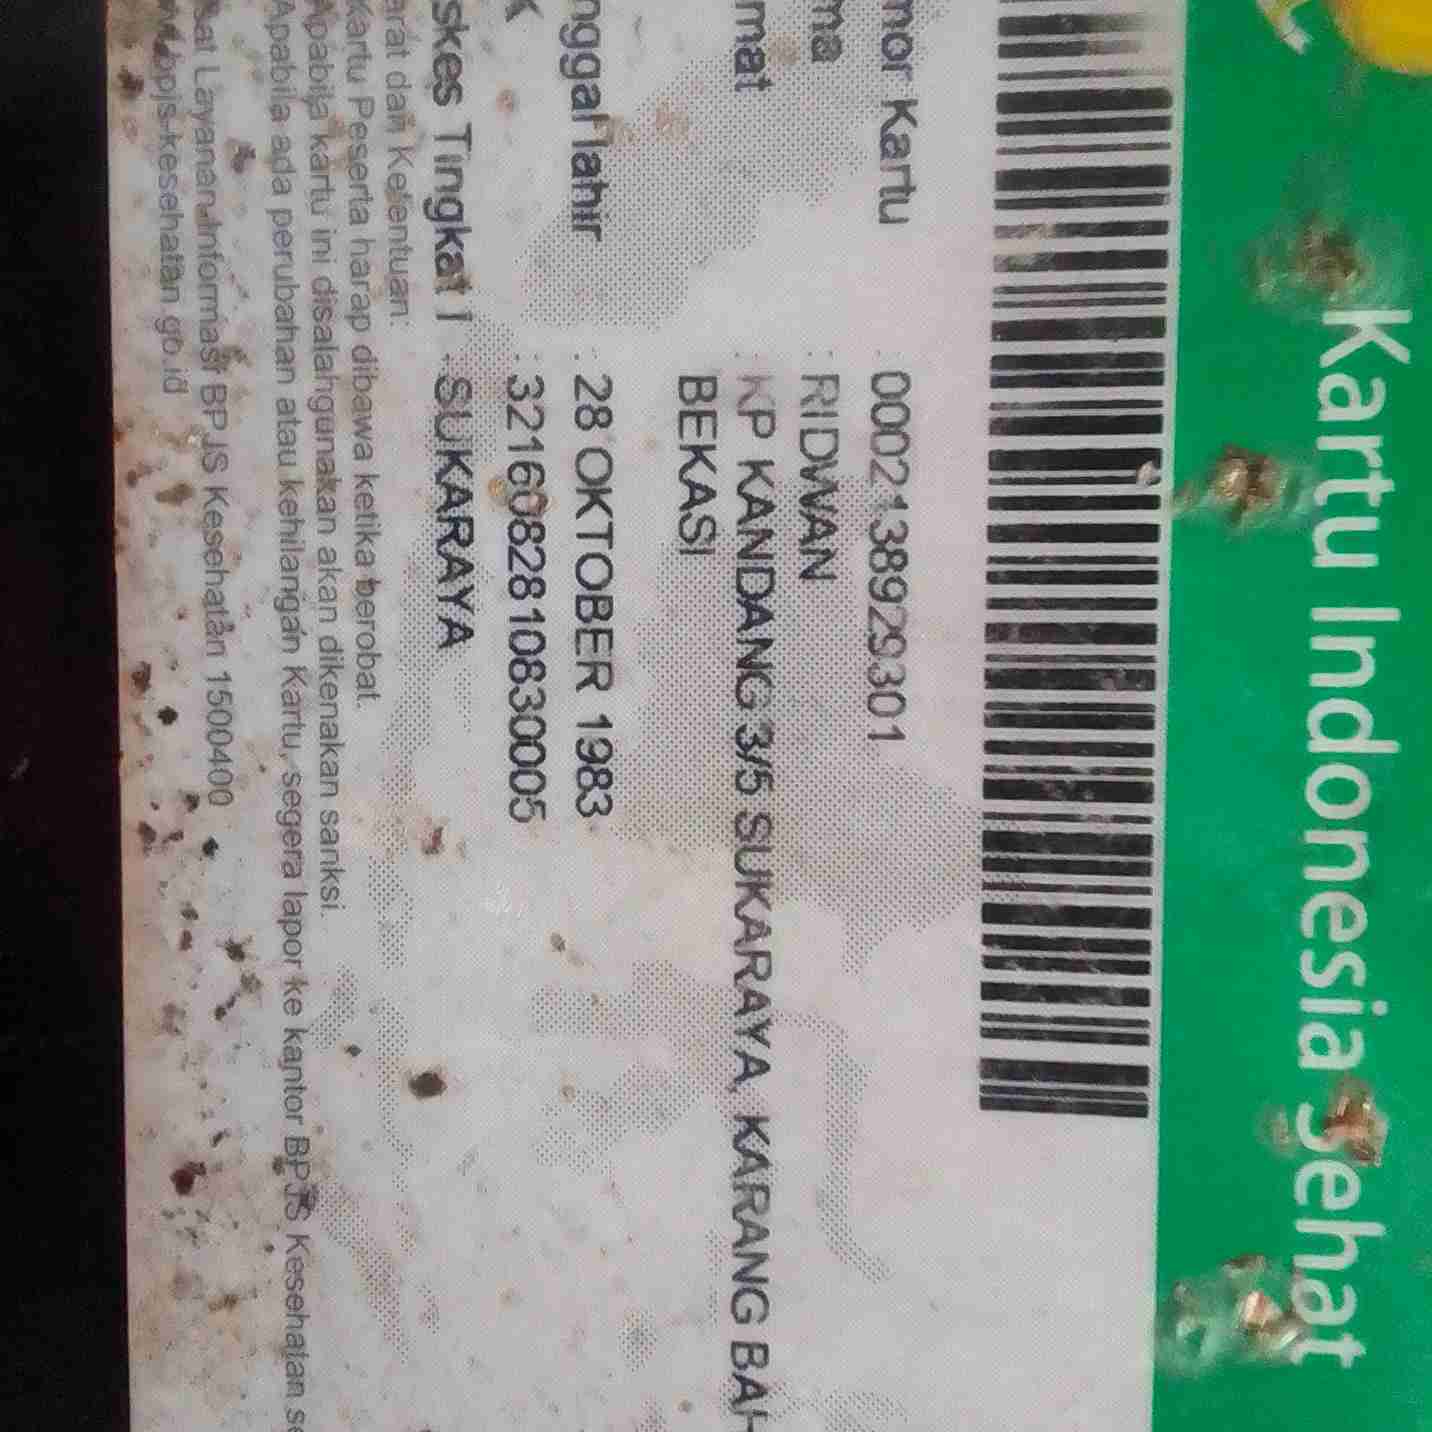 Kartu Indonesia Sehat
mor Kartu : 0002138929301
ma : RIDWAN
mat : KP KANDANG 3/5 SUKARAYA, KARANG BAH
BEKASI
nggal lahir : 28 OKTOBER 1983
K : 3216082810830005
skes Tingkat I : SUKARAYA
arat dan Ketentuan:
Kartu Peserta harap dibawa ketika berobat.
Apabila kartu ini disalahgunakan akan dikenakan sanksi.
Apabila ada perubahan atau kehilangan Kartu, segera lapor ke kantor BPJS Kesehatan se
sat Layanan Informasi BPJS Kesehatan 1500400
w.bpjs-kesehatan.go.id